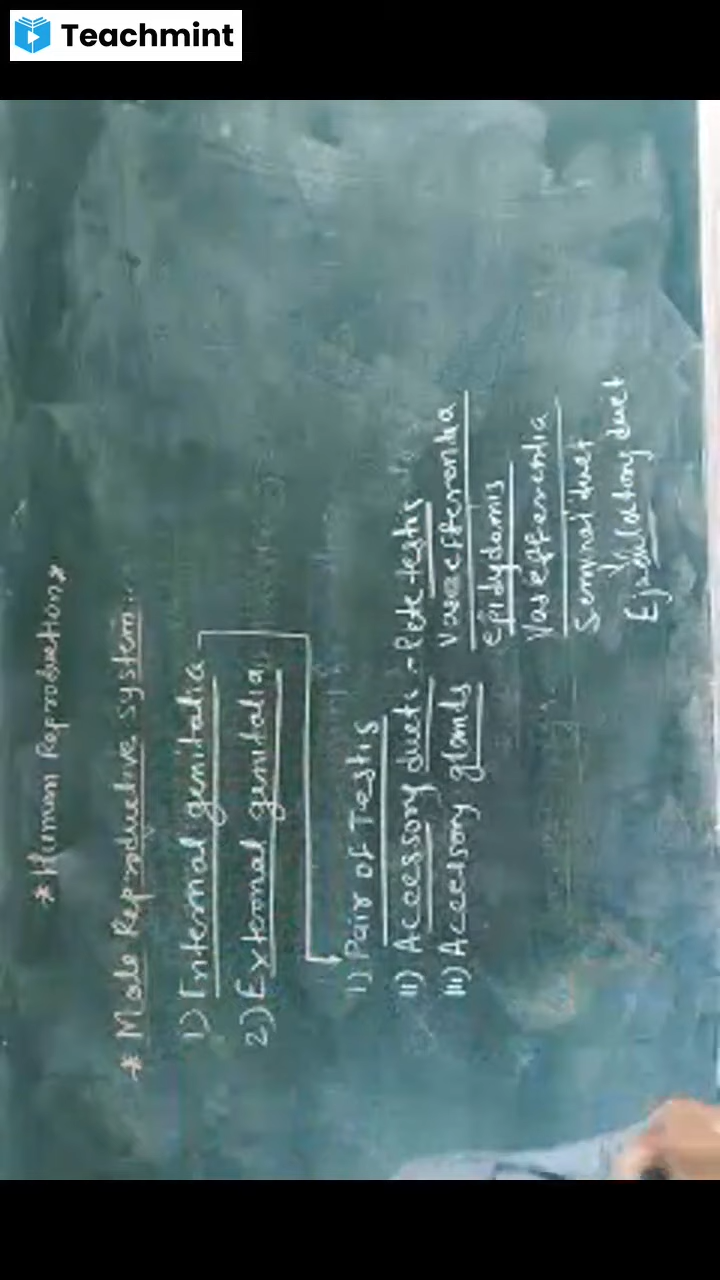 Teachmint
* Human Reproduction *
* Male Reproductive system..
1) Internal genitalia
2) External genitalia
i) Pair of Testis
ii) Accessory ducts - Rete testis
iii) Accessory glands
Vasa efferentia
epidydamis
Vas efferentia
Seminal duct
Ejaculatory duct